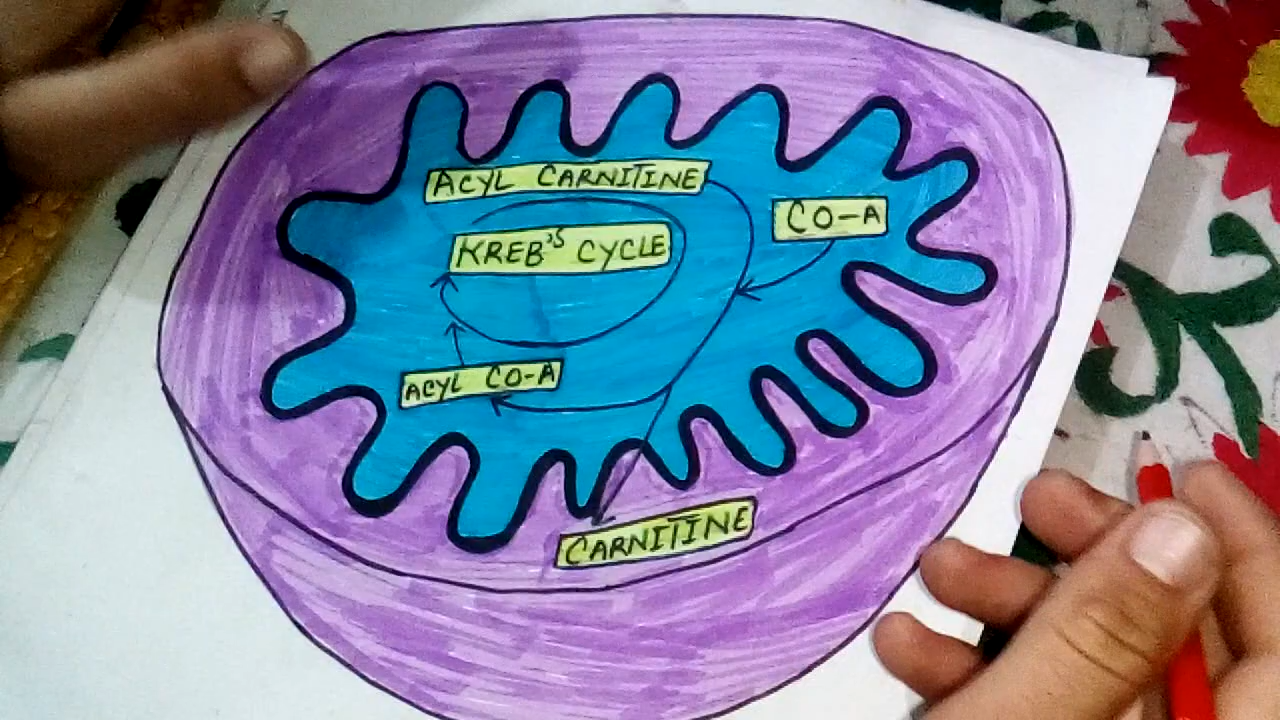 ACYL CARNITINE
CO-A
KREB'S CYCLE
ACYL CO-A
CARNITINE